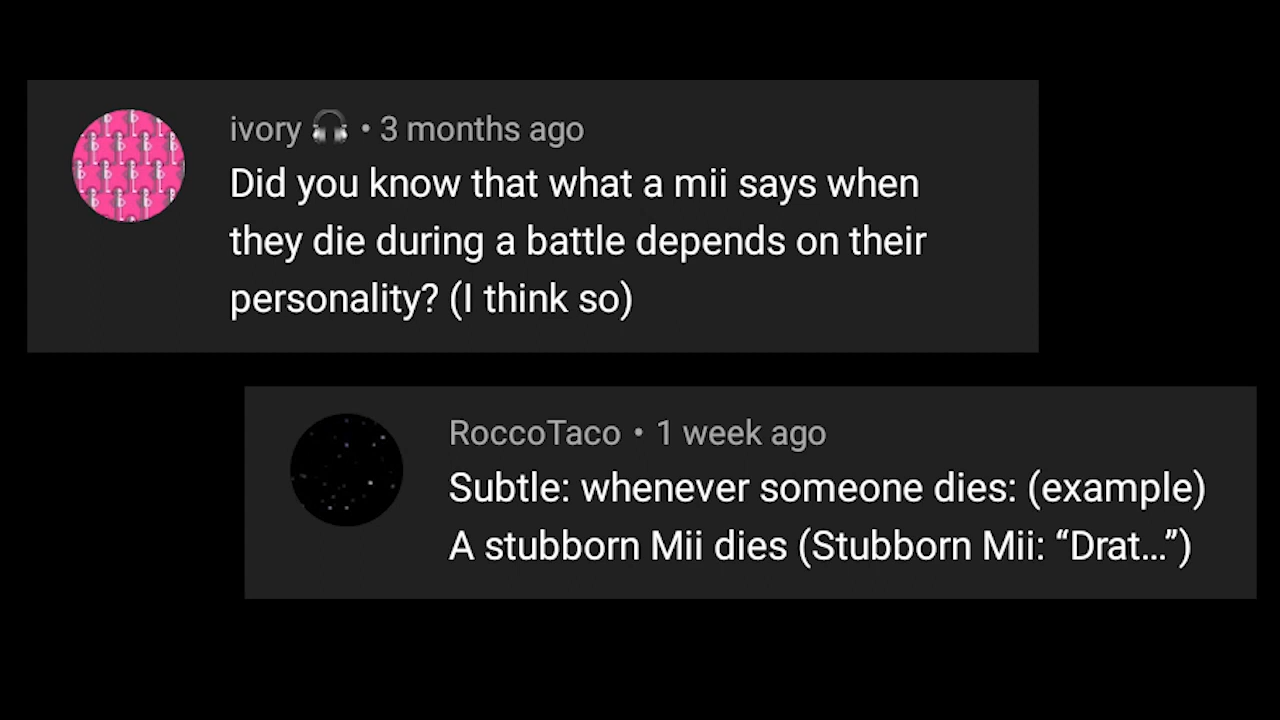 ivory 🎧 • 3 months ago
Did you know that what a mii says when
they die during a battle depends on their
personality? (I think so)
RoccoTaco • 1 week ago
Subtle: whenever someone dies: (example)
A stubborn Mii dies (Stubborn Mii: “Drat…”)